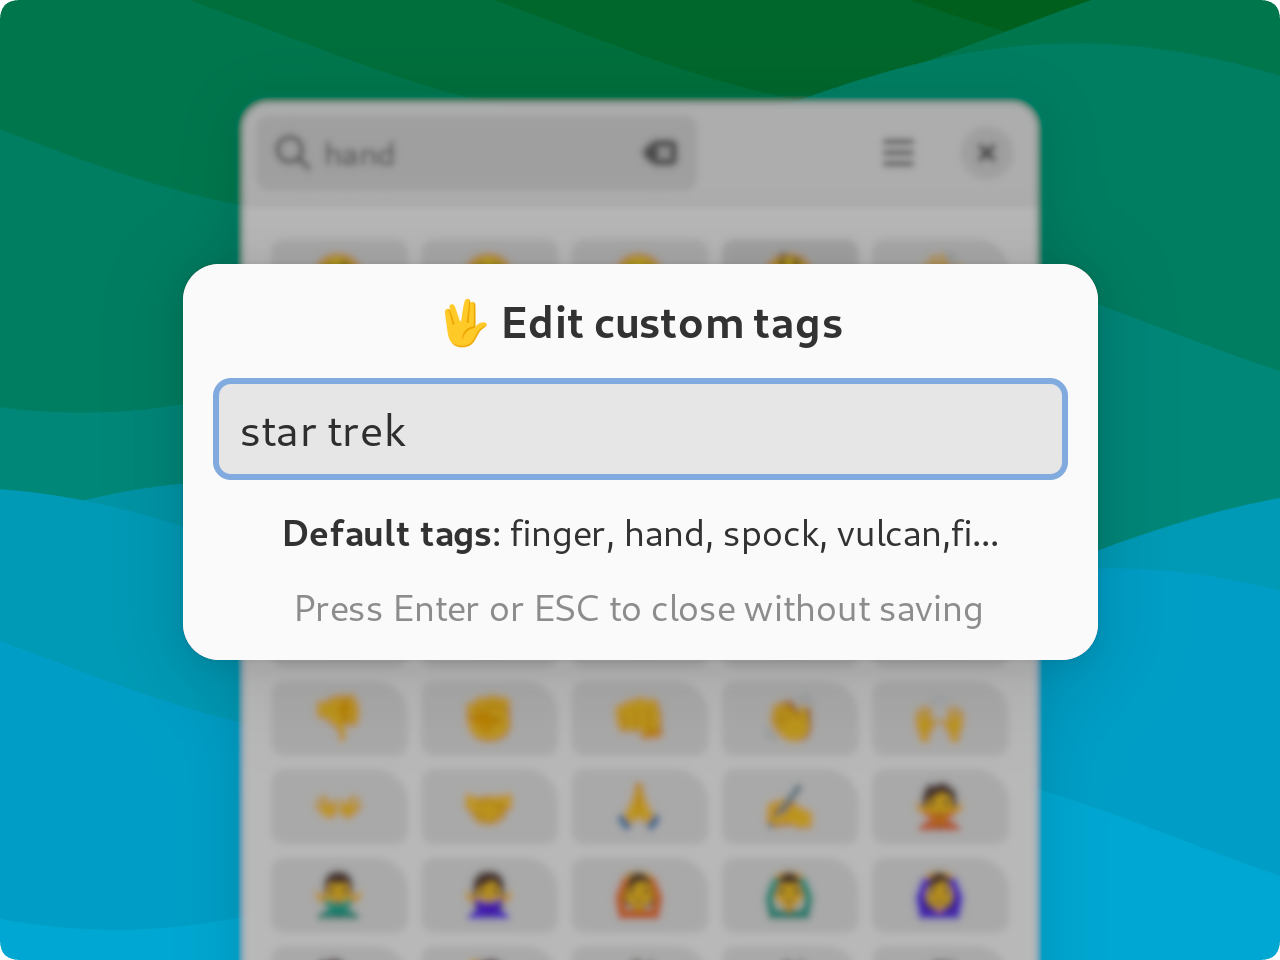 hand
🖖 Edit custom tags
star trek
Default tags: finger, hand, spock, vulcan,fi...
Press Enter or ESC to close without saving